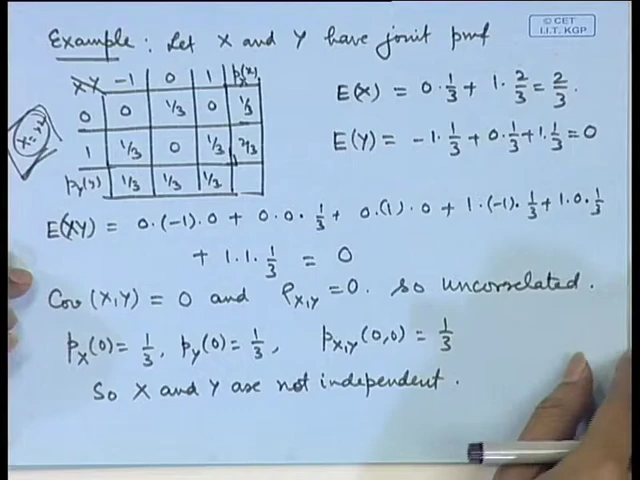 © CET
I.I.T. KGP
Example : Let X and Y have joint pmf
X Y -1 0 1 pX(x)
0 0 1/3 0 1/3
1 1/3 0 1/3 2/3
pY(y) 1/3 1/3 1/3
X = Y²
E(X) = 0·1/3 + 1·2/3 = 2/3.
E(Y) = -1·1/3 + 0·1/3 + 1·1/3 = 0
E(XY) = 0·(-1)·0 + 0·0·1/3 + 0·(1)·0 + 1·(-1)·1/3 + 1·0·1/3
+ 1·1·1/3 = 0
Cov (X,Y) = 0 and ρX,Y = 0. so uncorrelated.
pX(0) = 1/3, pY(0) = 1/3, pX,Y(0,0) = 1/3
So X and Y are not independent.